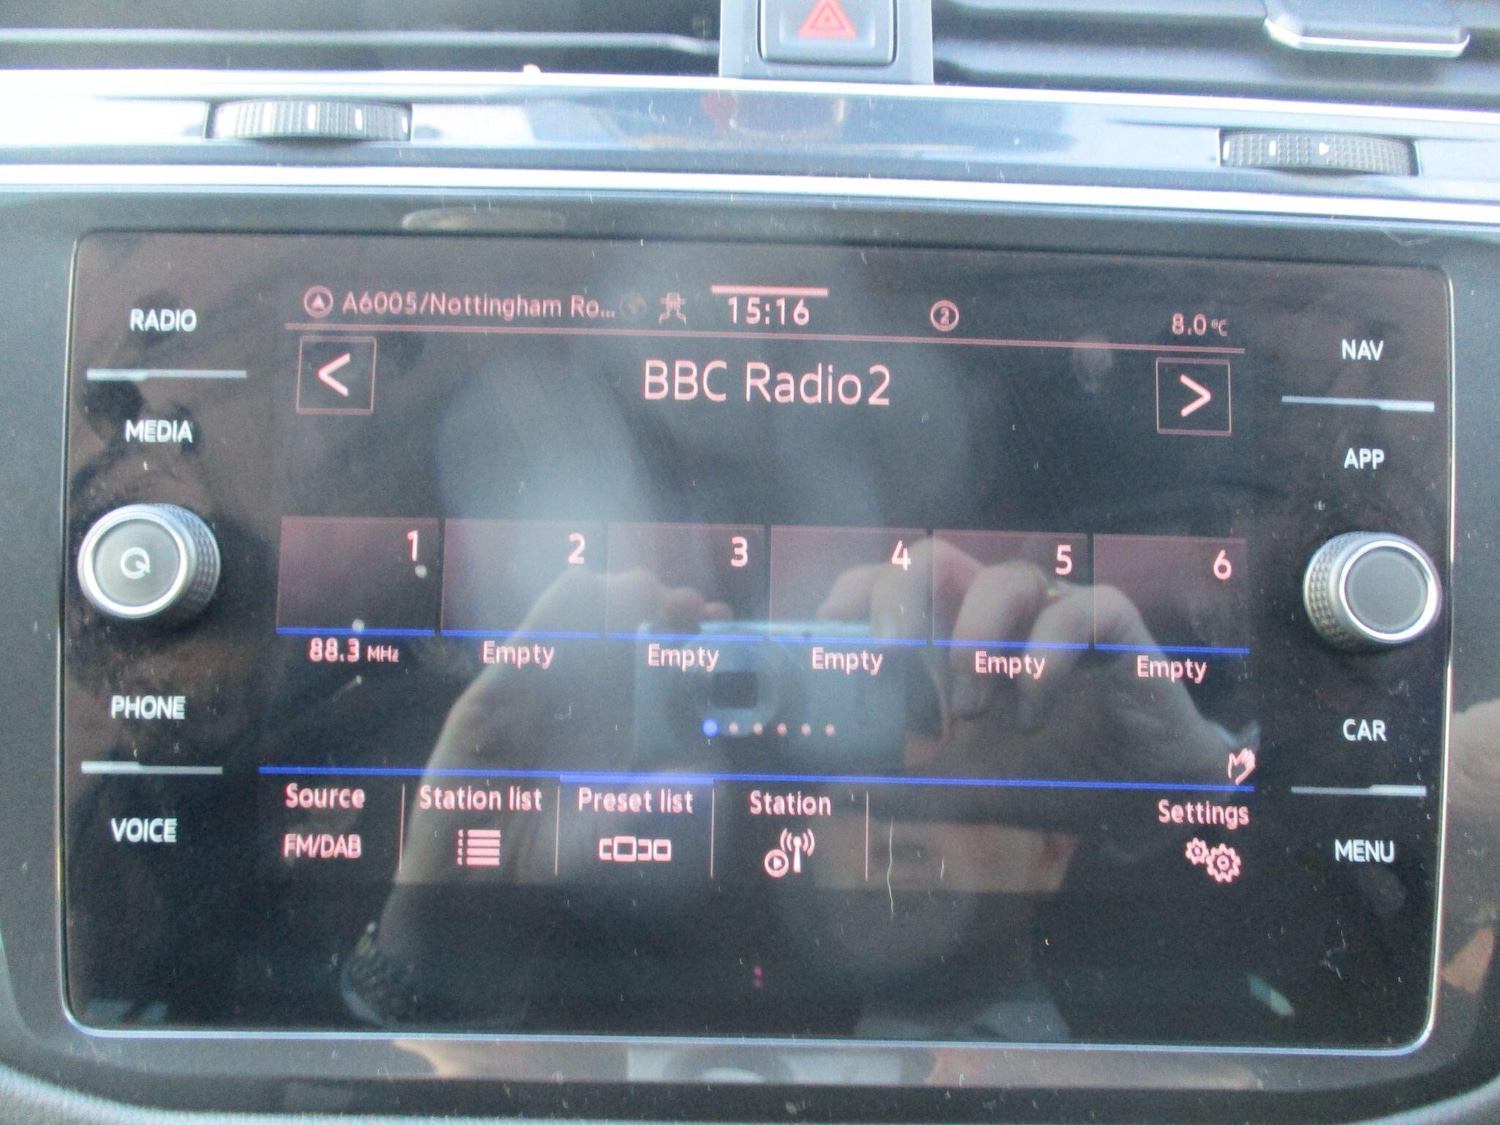 A6005/Nottingham Ro...
15:16
2
8.0 °C
RADIO
MEDIA
PHONE
VOICE
<
BBC Radio2
>
1 2 3 4 5 6
88.3 MHz Empty Empty Empty Empty Empty
Source Station list Preset list Station Settings
FM/DAB
NAV
APP
CAR
MENU